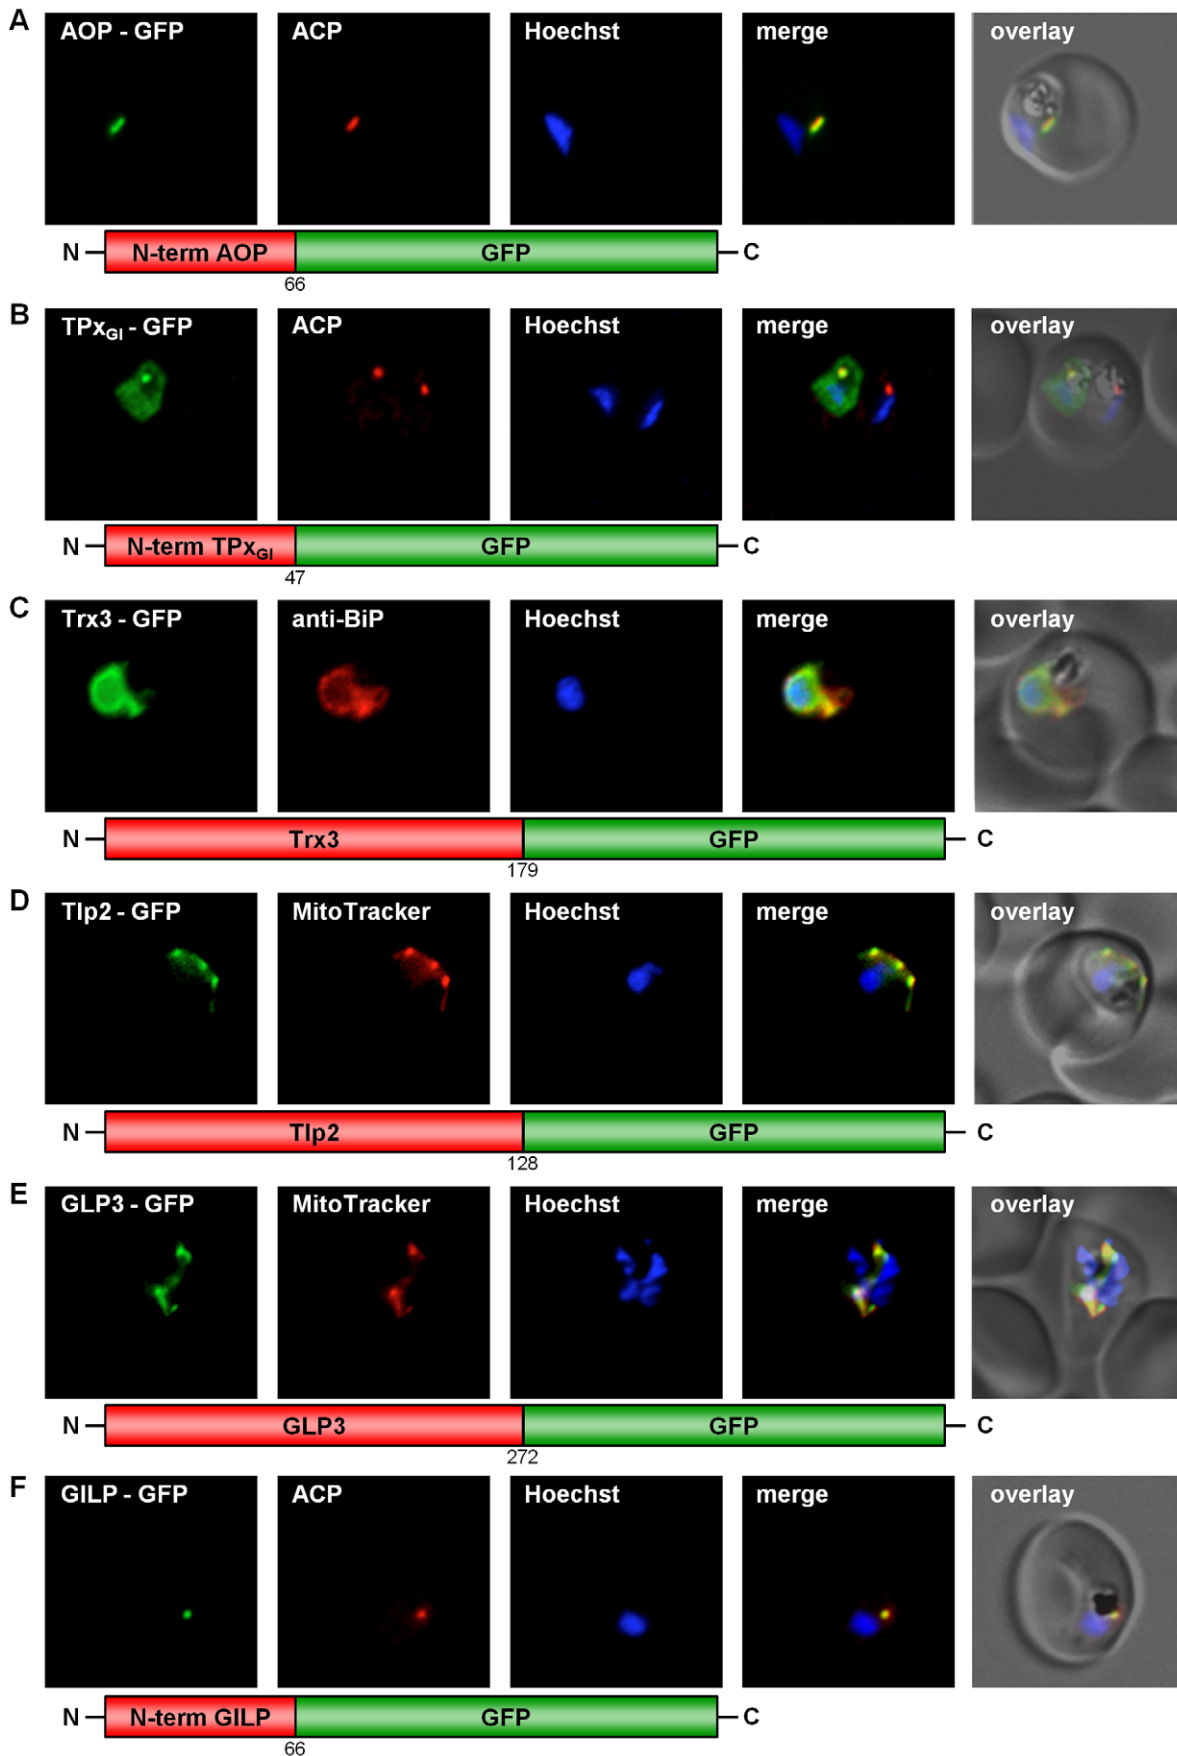 A
AOP - GFP ACP Hoechst merge overlay
N N-term AOP GFP C
66
B
TPxGI - GFP ACP Hoechst merge overlay
N N-term TPxGI GFP C
47
C
Trx3 - GFP anti-BiP Hoechst merge overlay
N Trx3 GFP C
179
D
Tlp2 - GFP MitoTracker Hoechst merge overlay
N Tlp2 GFP C
128
E
GLP3 - GFP MitoTracker Hoechst merge overlay
N GLP3 GFP C
272
F
GILP - GFP ACP Hoechst merge overlay
N N-term GILP GFP C
66